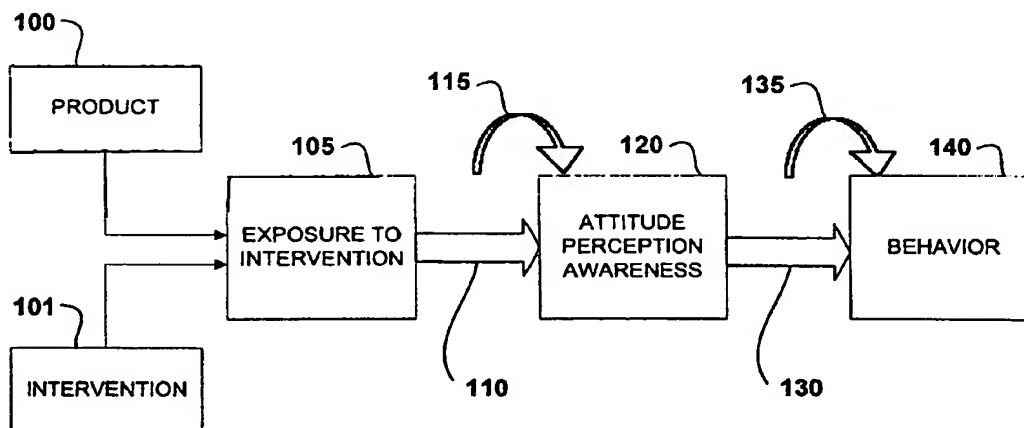 100
PRODUCT
101
INTERVENTION
105
EXPOSURE TO
INTERVENTION
110
115
120
ATTITUDE
PERCEPTION
AWARENESS
130
135
140
BEHAVIOR